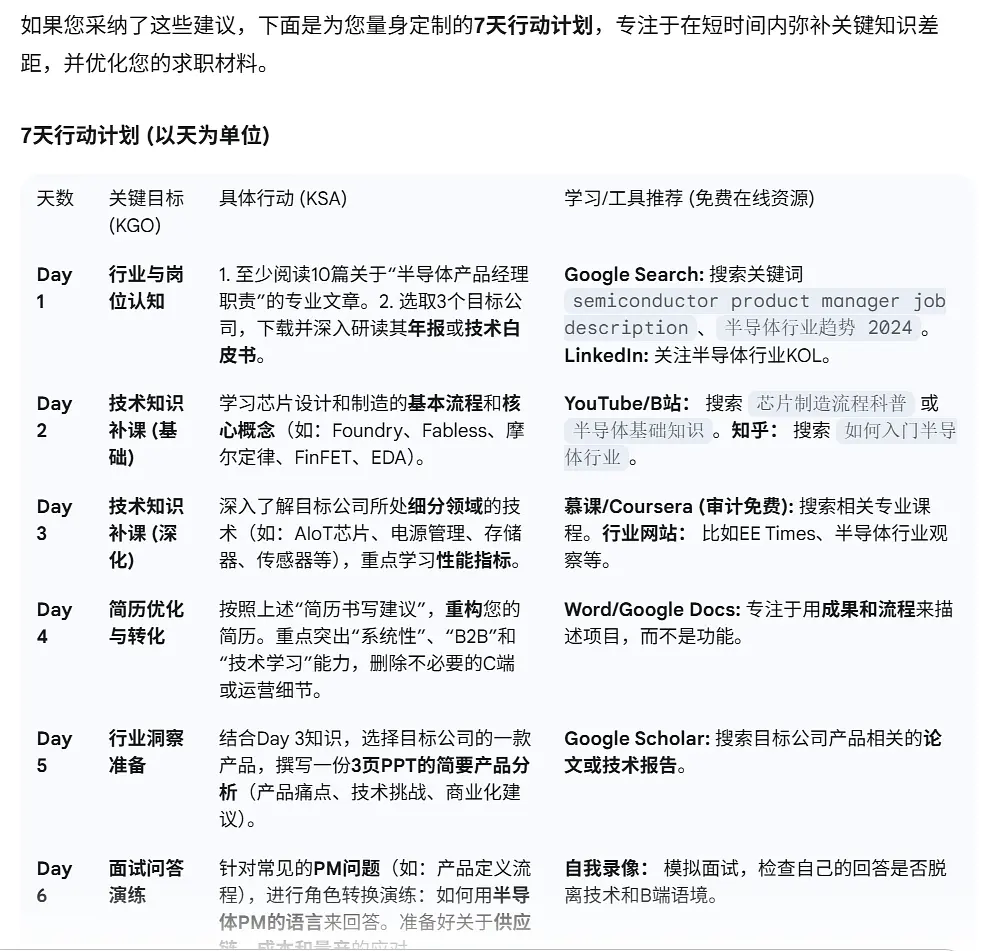 如果您采纳了这些建议，下面是为您量身定制的7天行动计划，专注于在短时间内弥补关键知识差
距，并优化您的求职材料。
7天行动计划 (以天为单位)
天数
关键目标
(KGO)
具体行动 (KSA)
学习/工具推荐 (免费在线资源)
Day
1
行业与岗
位认知
1. 至少阅读10篇关于“半导体产品经理
职责”的专业文章。2. 选取3个目标公
司，下载并深入研读其年报或技术白
皮书。
Google Search: 搜索关键词
semiconductor product manager job
description 、 半导体行业趋势 2024 。
LinkedIn: 关注半导体行业KOL。
Day
2
技术知识
补课 (基
础)
学习芯片设计和制造的基本流程和核
心概念（如：Foundry、Fabless、摩
尔定律、FinFET、EDA）。
YouTube/B站： 搜索 芯片制造流程科普 或
半导体基础知识 。知乎： 搜索 如何入门半导
体行业 。
Day
3
技术知识
补课 (深
化)
深入了解目标公司所处细分领域的技
术（如：AIoT芯片、电源管理、存储
器、传感器等），重点学习性能指标。
慕课/Coursera (审计免费): 搜索相关专业课
程。行业网站： 比如EE Times、半导体行业观
察等。
Day
4
简历优化
与转化
按照上述“简历书写建议”，重构您的
简历。重点突出“系统性”、“B2B”和
“技术学习”能力，删除不必要的C端
或运营细节。
Word/Google Docs: 专注于用成果和流程来描
述项目，而不是功能。
Day
5
行业洞察
准备
结合Day 3知识，选择目标公司的一款
产品，撰写一份3页PPT的简要产品分
析（产品痛点、技术挑战、商业化建
议）。
Google Scholar: 搜索目标公司产品相关的论
文或技术报告。
Day
6
面试问答
演练
针对常见的PM问题（如：产品定义流
程），进行角色转换演练：如何用半导
体PM的语言来回答。准备好关于供应
链、成本和量产的应对
自我录像： 模拟面试，检查自己的回答是否脱
离技术和B端语境。